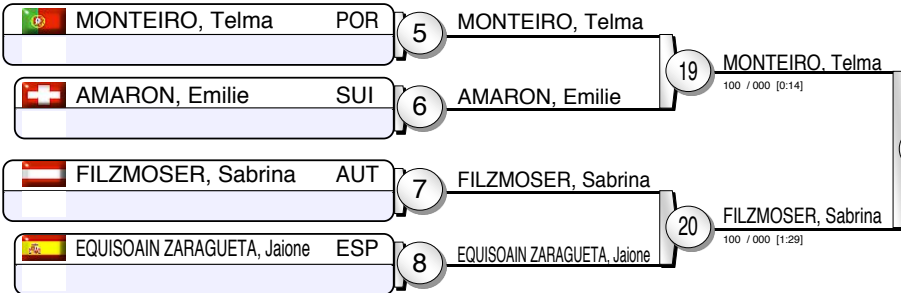 MONTEIRO, Telma POR 5 MONTEIRO, Telma
19 MONTEIRO, Telma
100 / 000 [0:14]
AMARON, Emilie SUI 6 AMARON, Emilie
FILZMOSER, Sabrina AUT 7 FILZMOSER, Sabrina
20 FILZMOSER, Sabrina
100 / 000 [1:29]
EQUISOAIN ZARAGUETA, Jaione ESP 8 EQUISOAIN ZARAGUETA, Jaione